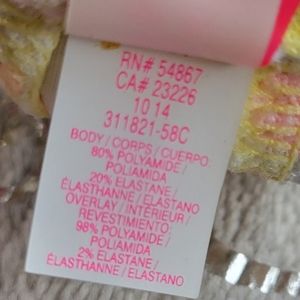 RN# 54867
CA# 23226
10 14
311821-58C
BODY / CORPS / CUERPO:
80% POLYAMIDE /
POLIAMIDA
20% ELASTANE /
ÉLASTHANNE / ELASTANO
OVERLAY / INTÉRIEUR /
REVESTIMIENTO:
98% POLYAMIDE /
POLIAMIDA
2% ELASTANE /
ÉLASTHANNE / ELASTANO